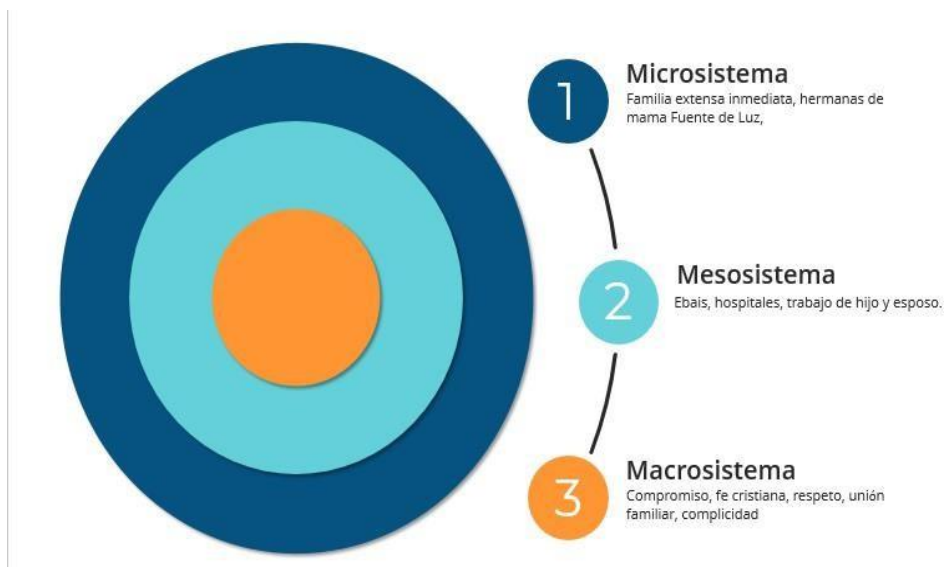 1
Microsistema
Familia extensa inmediata, hermanas de
mama Fuente de Luz,
2
Mesosistema
Ebais, hospitales, trabajo de hijo y esposo.
3
Macrosistema
Compromiso, fe cristiana, respeto, unión
familiar, complicidad